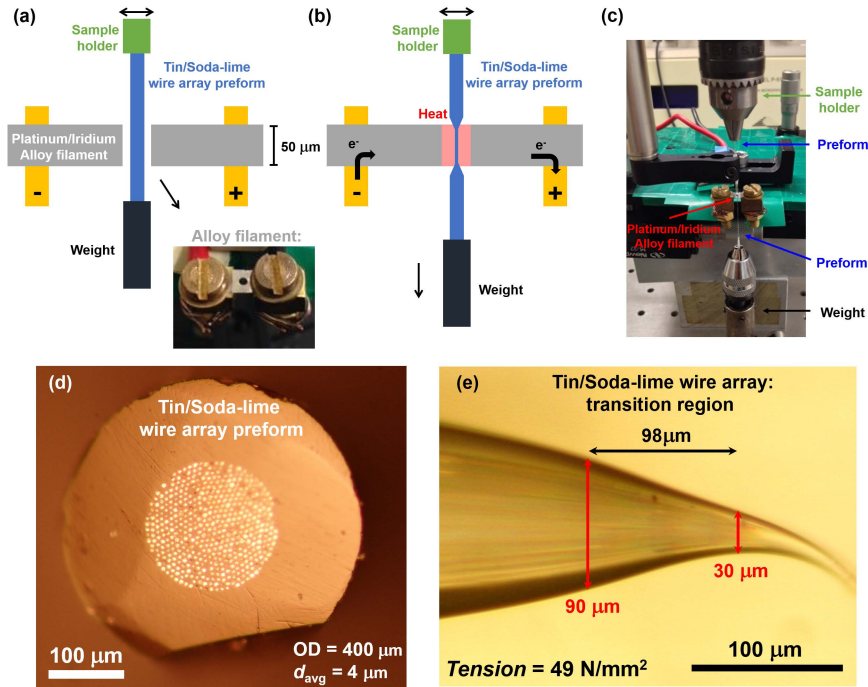 (a)
Sample
holder
Tin/Soda-lime
wire array preform
Platinum/Iridium
Alloy filament
50 μm
-
+
Weight
Alloy filament:
(b)
Sample
holder
Tin/Soda-lime
wire array preform
Heat
e-
e-
-
+
Weight
(c)
Sample
holder
Preform
Platinum/Iridium
Alloy filament
Preform
Weight
(d)
Tin/Soda-lime
wire array preform
100 μm
OD = 400 μm
davg = 4 μm
(e)
Tin/Soda-lime wire array:
transition region
98μm
90 μm
30 μm
Tension = 49 N/mm²
100 μm